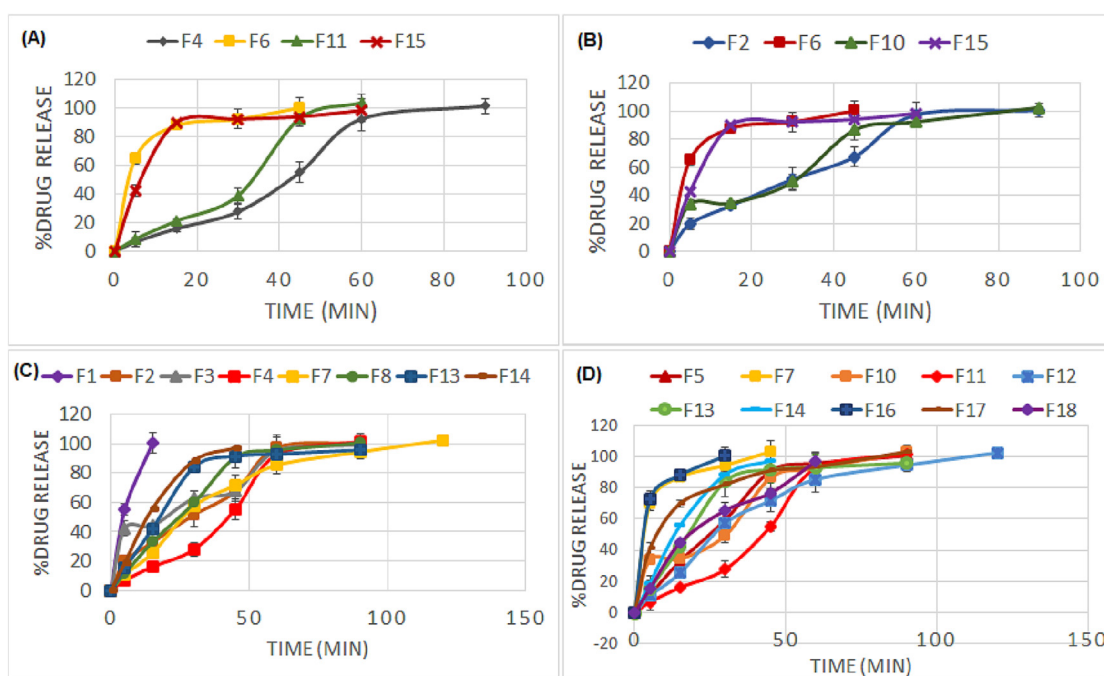 (A)
F4 F6 F11 F15
%DRUG RELEASE
120
100
80
60
40
20
0
0 20 40 60 80 100
TIME (MIN)
(B)
F2 F6 F10 F15
%DRUG RELEASE
120
100
80
60
40
20
0
0 20 40 60 80 100
TIME (MIN)
(C)
F1 F2 F3 F4 F7 F8 F13 F14
%DRUG RELEASE
120
100
80
60
40
20
0
0 50 100 150
TIME (MIN)
(D)
F5 F7 F10 F11 F12
F13 F14 F16 F17 F18
%DRUG RELEASE
120
100
80
60
40
20
0
-20
0 50 100 150
TIME (MIN)